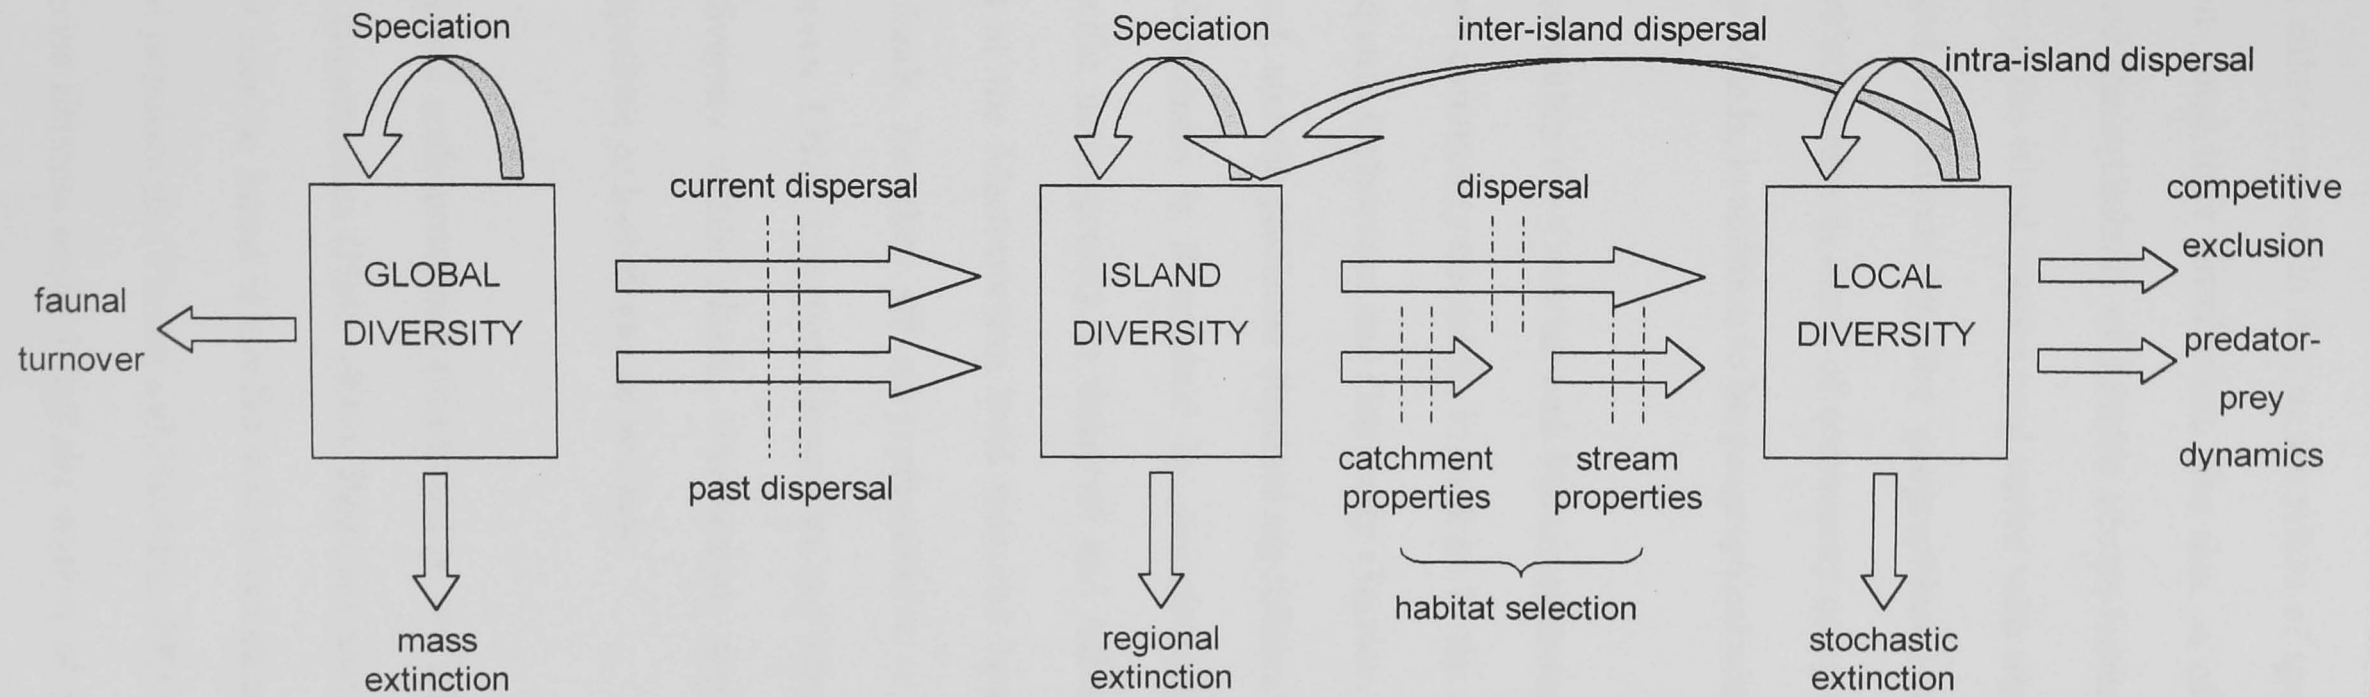 Speciation
Speciation
inter-island dispersal
intra-island dispersal
current dispersal
dispersal
competitive
exclusion
GLOBAL
DIVERSITY
ISLAND
DIVERSITY
LOCAL
DIVERSITY
faunal
turnover
predator-
prey
dynamics
past dispersal
catchment
properties
stream
properties
habitat selection
mass
extinction
regional
extinction
stochastic
extinction